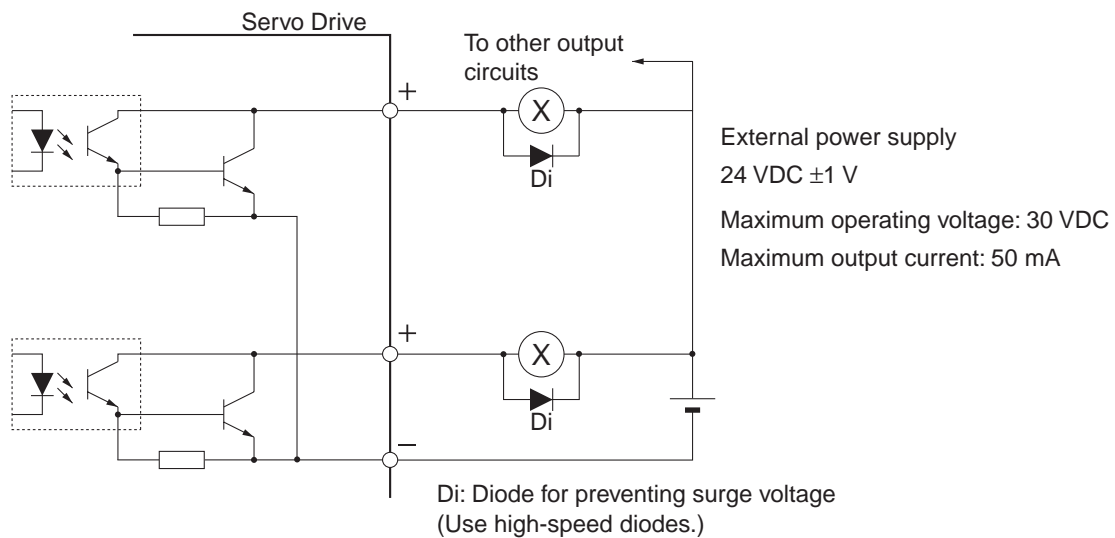 Servo Drive
To other output
circuits
+
X
Di
External power supply
24 VDC ±1 V
Maximum operating voltage: 30 VDC
Maximum output current: 50 mA
+
X
Di
−
Di: Diode for preventing surge voltage
(Use high-speed diodes.)